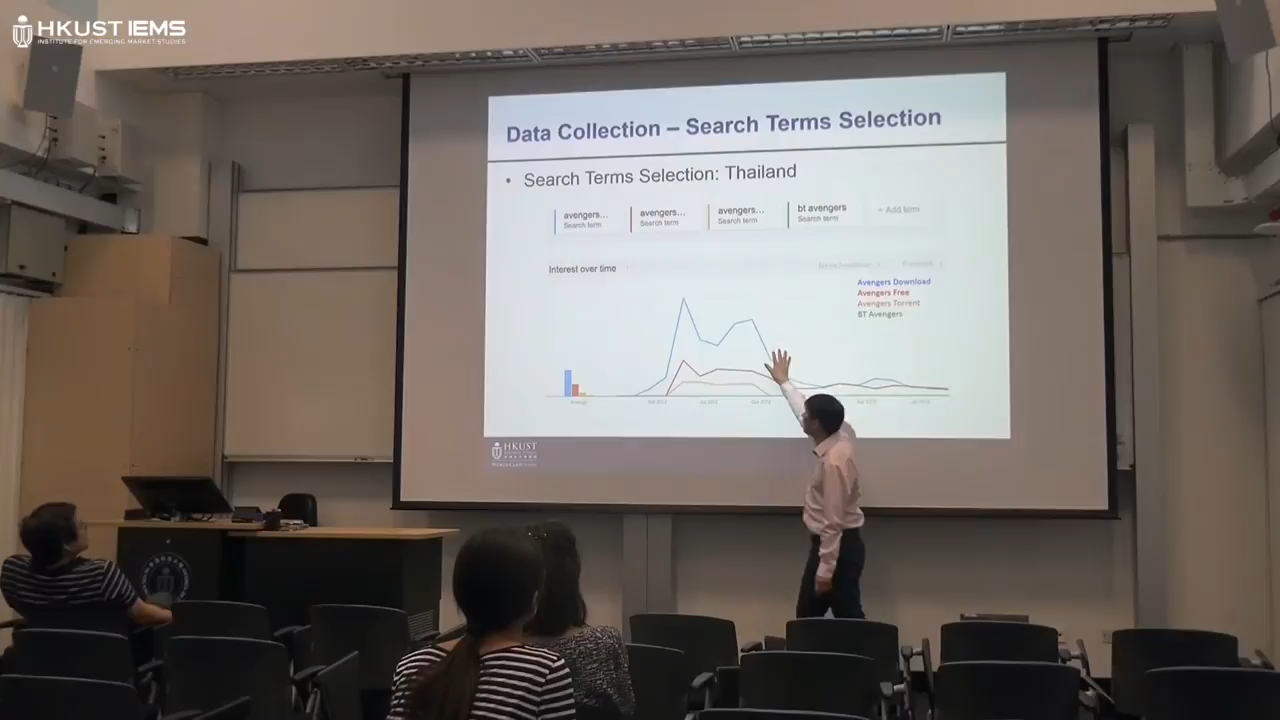 HKUST IEMS
INSTITUTE FOR EMERGING MARKET STUDIES
Data Collection – Search Terms Selection
• Search Terms Selection: Thailand
avengers...
Search term
avengers...
Search term
avengers...
Search term
bt avengers
Search term
+ Add term
Interest over time
Avengers Download
Avengers Free
Avengers Torrent
BT Avengers
Average
HKUST